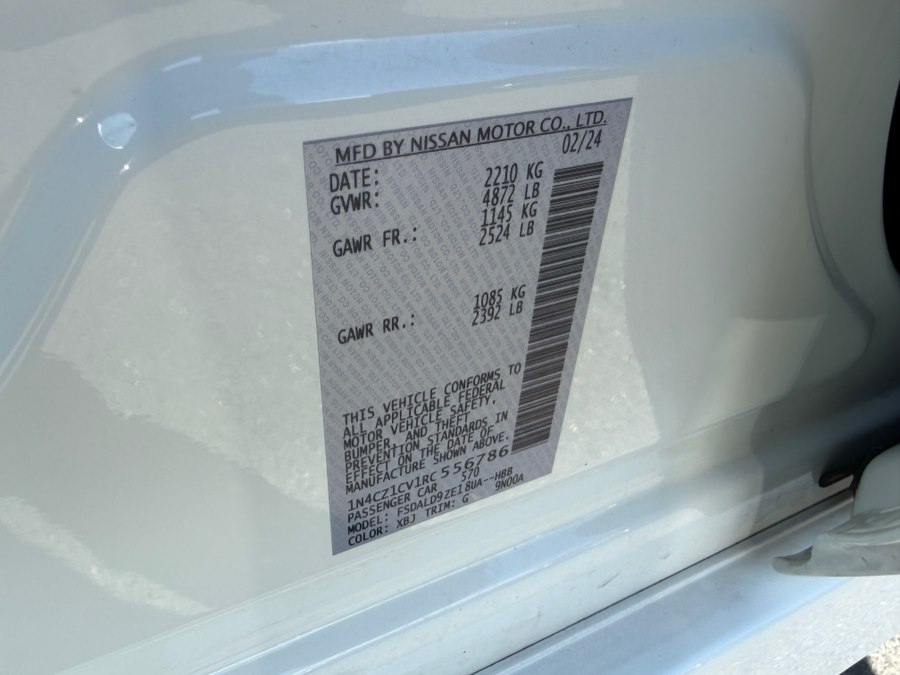 MFD BY NISSAN MOTOR CO., LTD.
DATE: 02/24
GVWR: 2210 KG
4872 LB
GAWR FR.: 1145 KG
2524 LB
GAWR RR.: 1085 KG
2392 LB
THIS VEHICLE CONFORMS TO
ALL APPLICABLE FEDERAL
MOTOR VEHICLE SAFETY,
BUMPER, AND THEFT
PREVENTION STANDARDS IN
EFFECT ON THE DATE OF
MANUFACTURE SHOWN ABOVE.
1N4CZ1CV1RC556786
PASSENGER CAR 570
MODEL: FSDALD9ZE18UA--HBB
COLOR: XBJ TRIM: G 9N00A